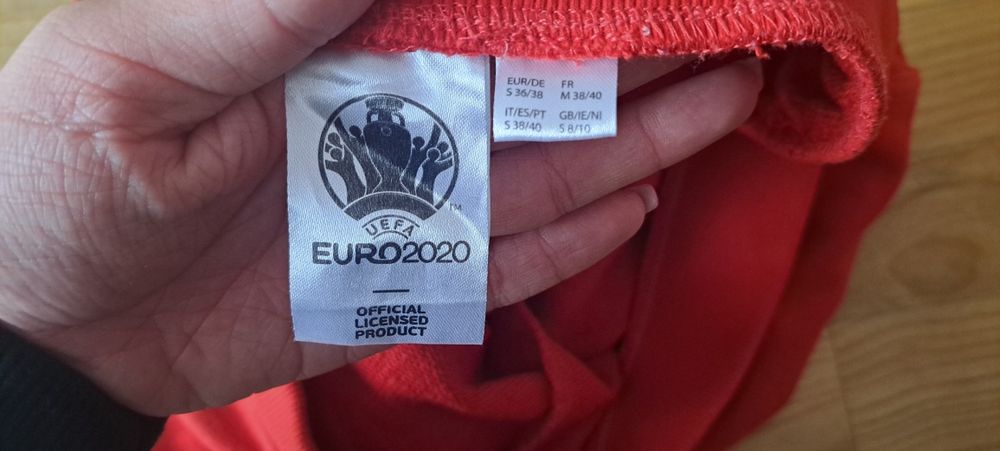 TM
UEFA
EURO2020
OFFICIAL
LICENSED
PRODUCT
EUR/DE FR
S 36/38 M 38/40
IT/ES/PT GB/IE/NI
S 38/40 S 8/10